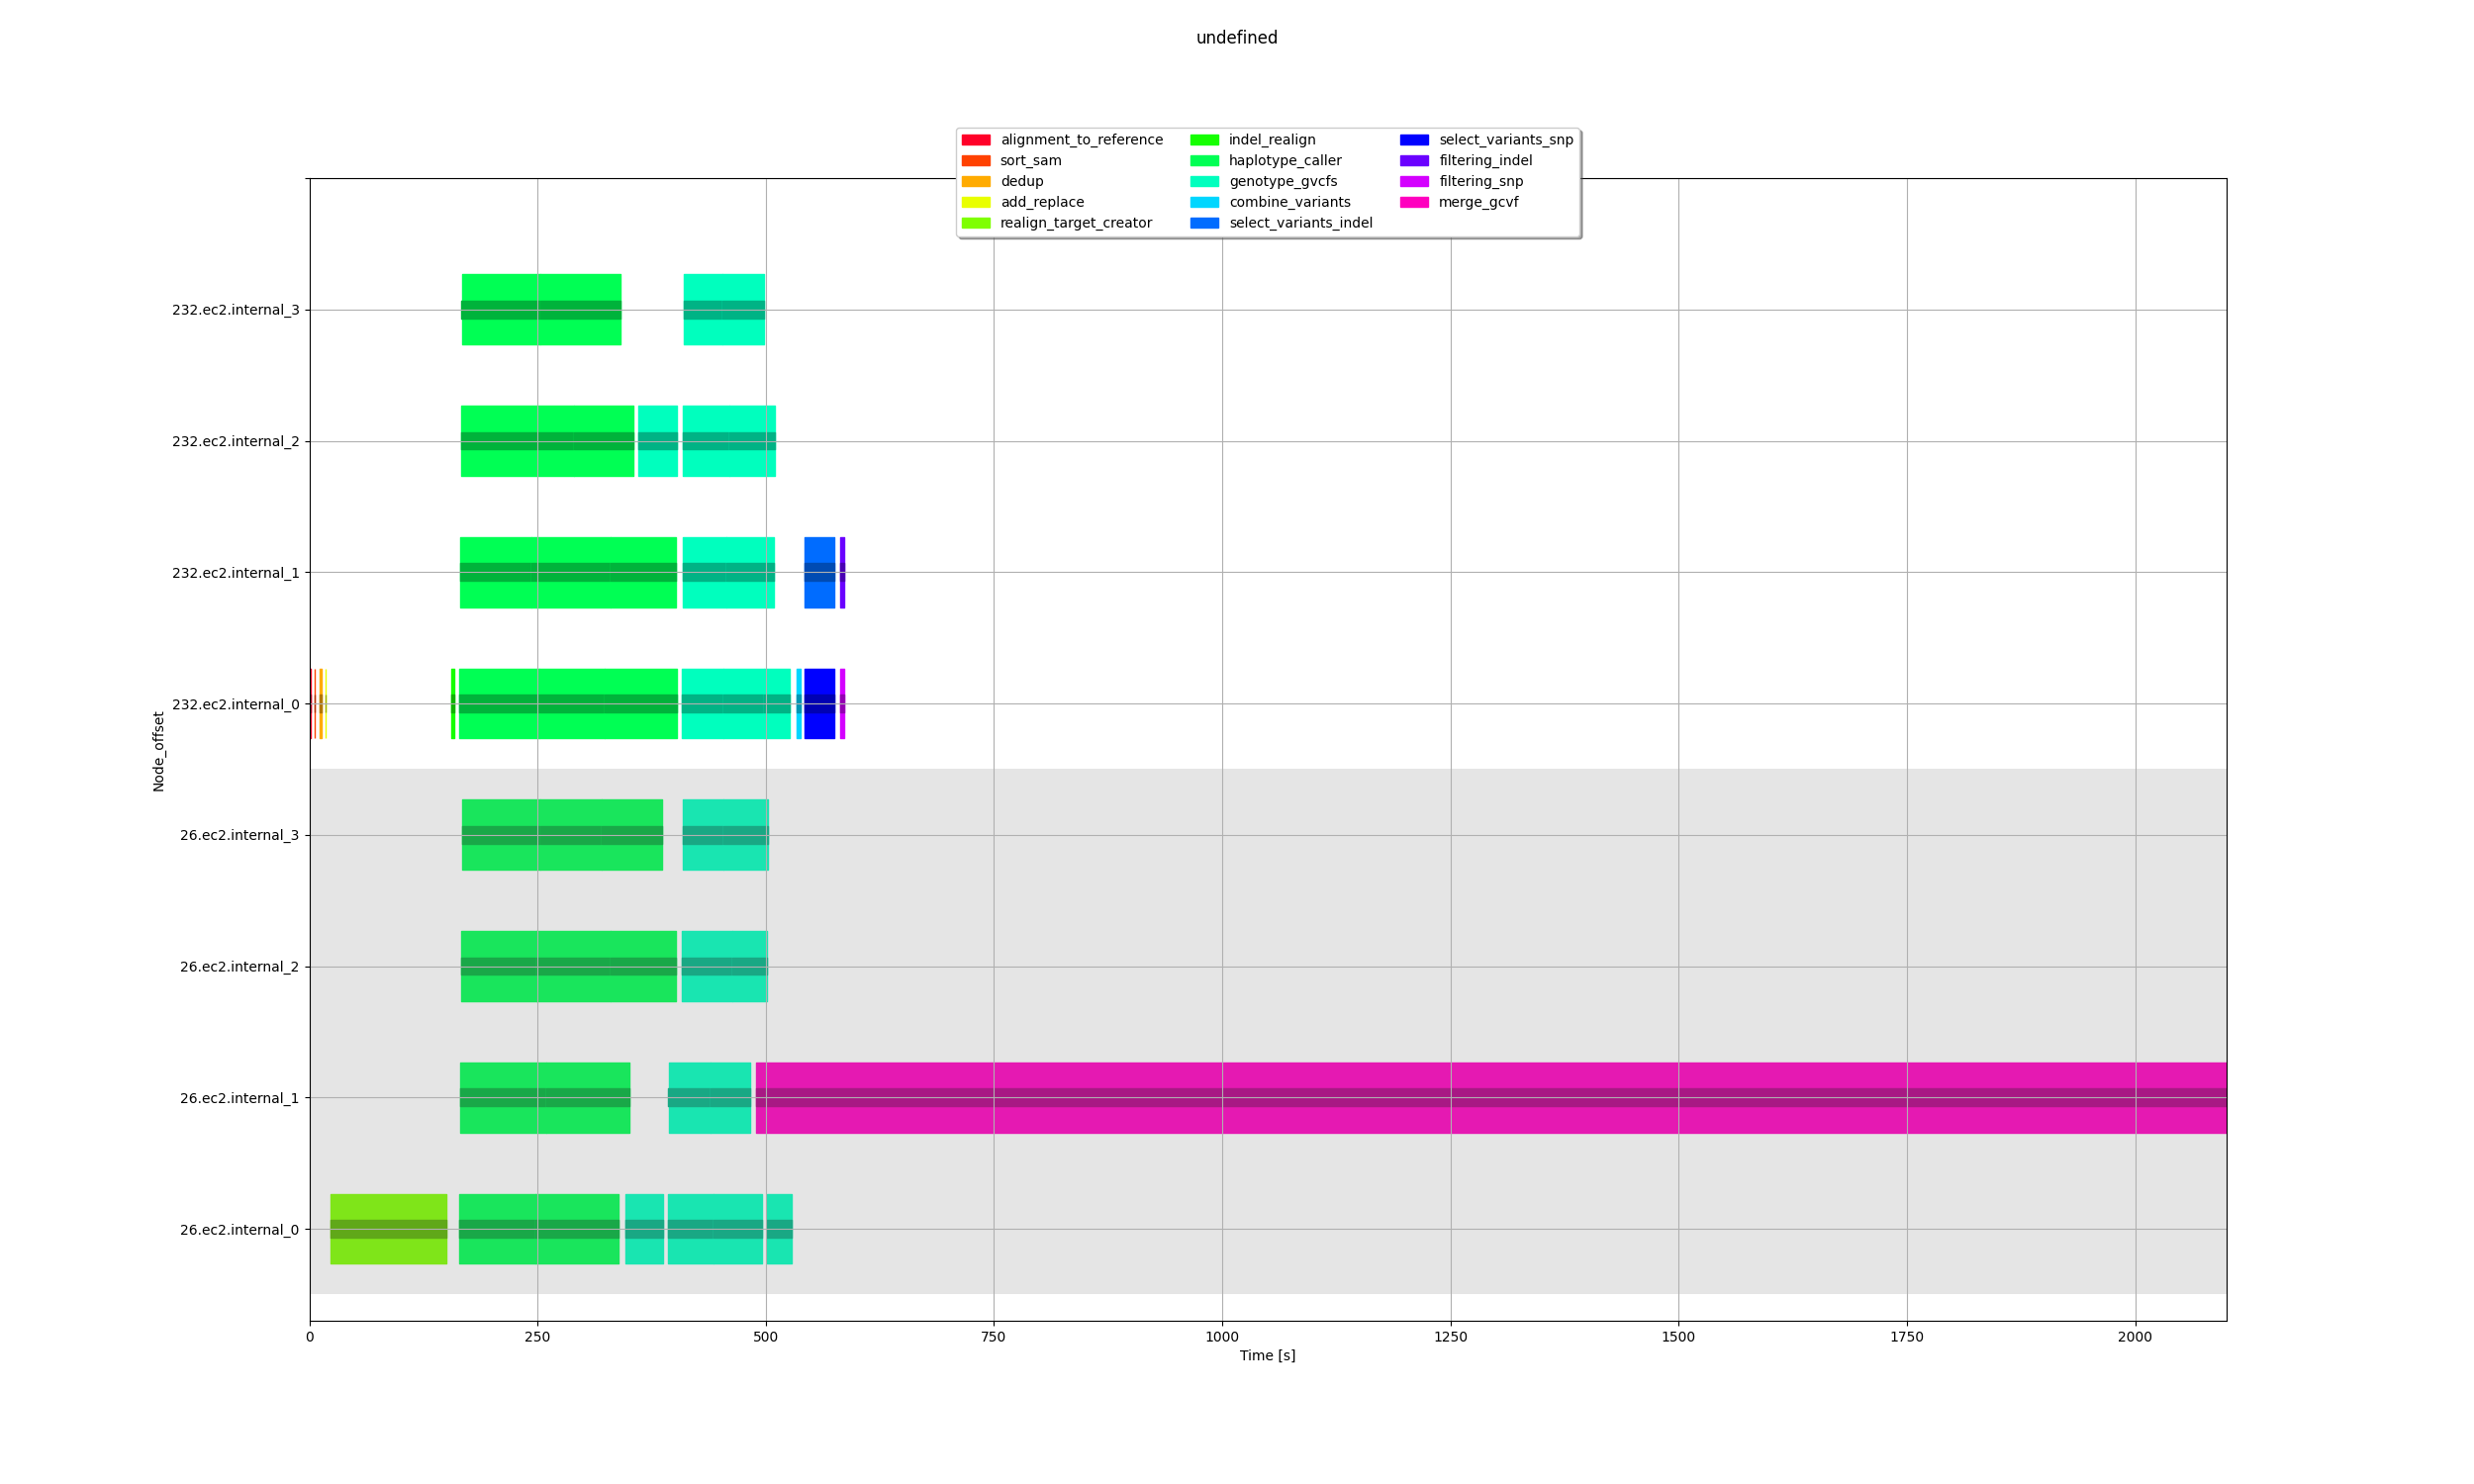 undefined
alignment_to_reference
sort_sam
dedup
add_replace
realign_target_creator
indel_realign
haplotype_caller
genotype_gvcfs
combine_variants
select_variants_indel
select_variants_snp
filtering_indel
filtering_snp
merge_gcvf
Node_offset
232.ec2.internal_3
232.ec2.internal_2
232.ec2.internal_1
232.ec2.internal_0
26.ec2.internal_3
26.ec2.internal_2
26.ec2.internal_1
26.ec2.internal_0
0 250 500 750 1000 1250 1500 1750 2000
Time [s]